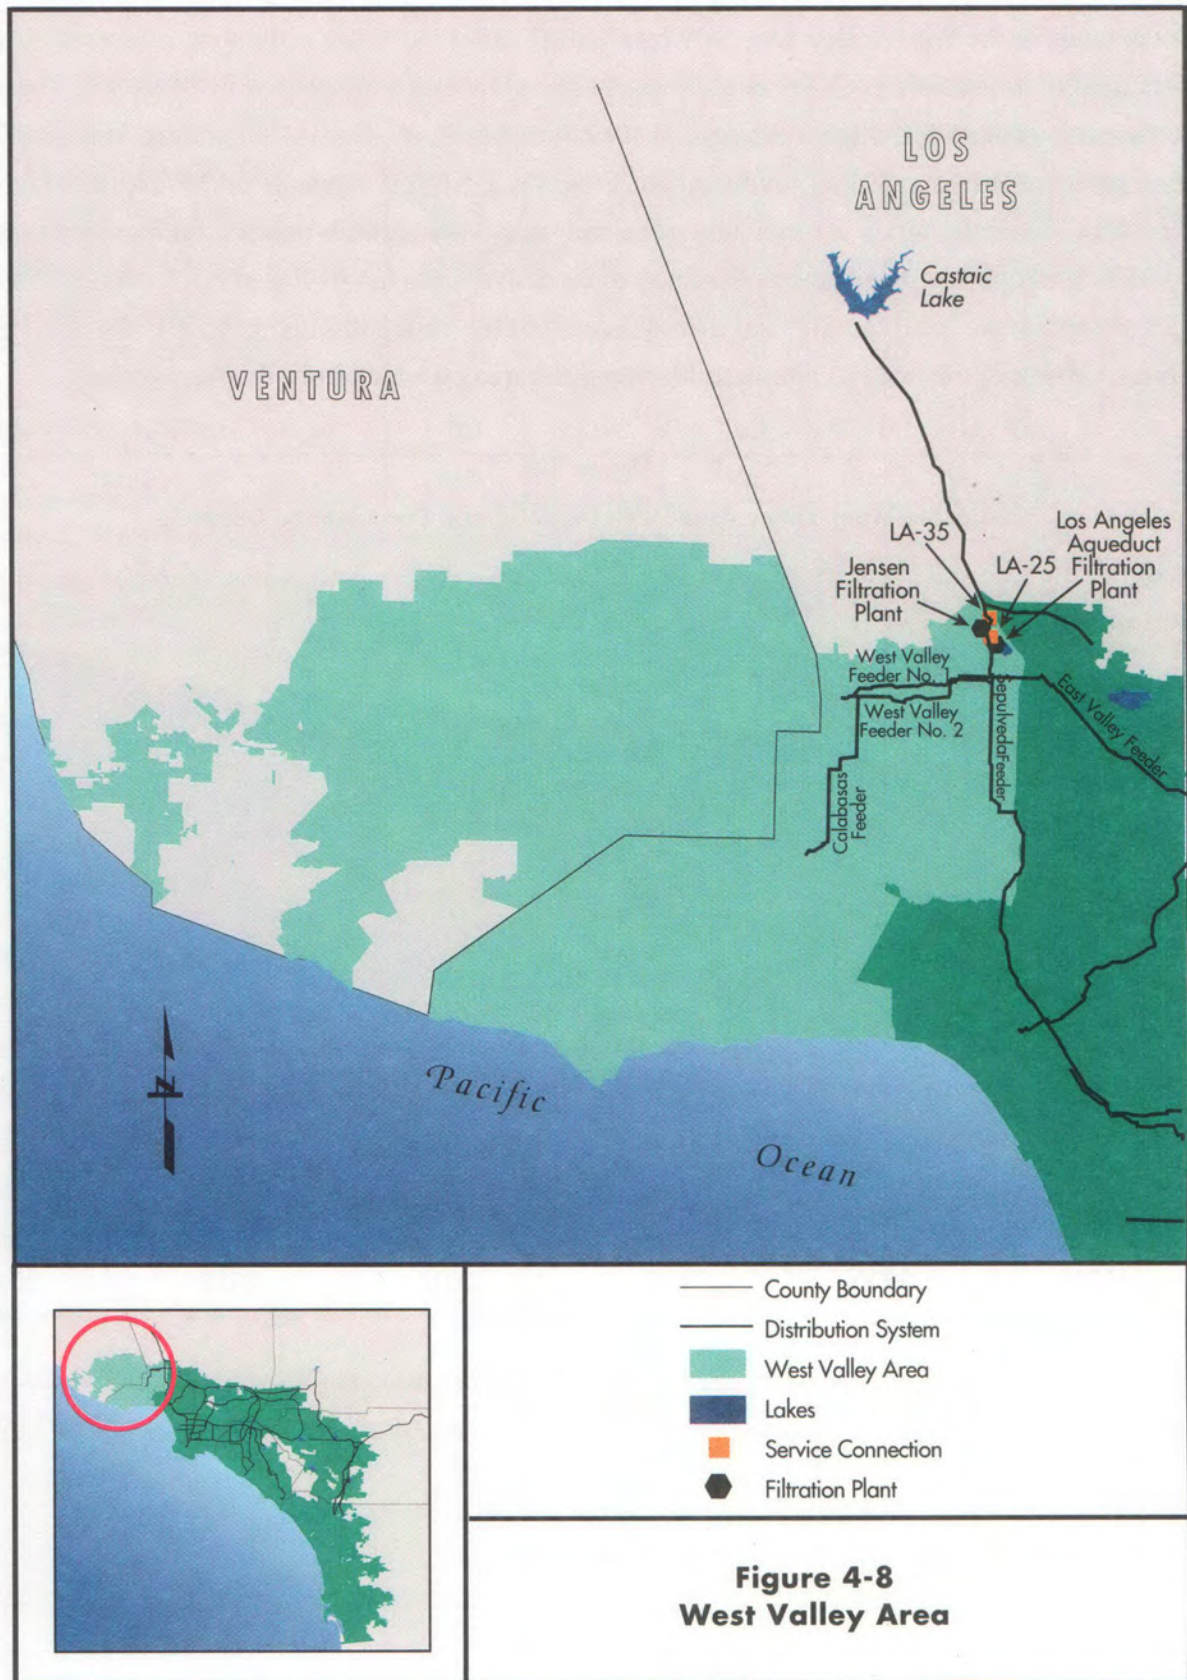 LOS
ANGELES
Castaic
Lake
VENTURA
LA-35
Los Angeles
Aqueduct
Filtration
Plant
LA-25
Jensen
Filtration
Plant
West Valley
Feeder No. 1
West Valley
Feeder No. 2
Sepulveda Feeder
East Valley Feeder
Calabasas
Feeder
Pacific
Ocean
N
County Boundary
Distribution System
West Valley Area
Lakes
Service Connection
Filtration Plant
Figure 4-8
West Valley Area